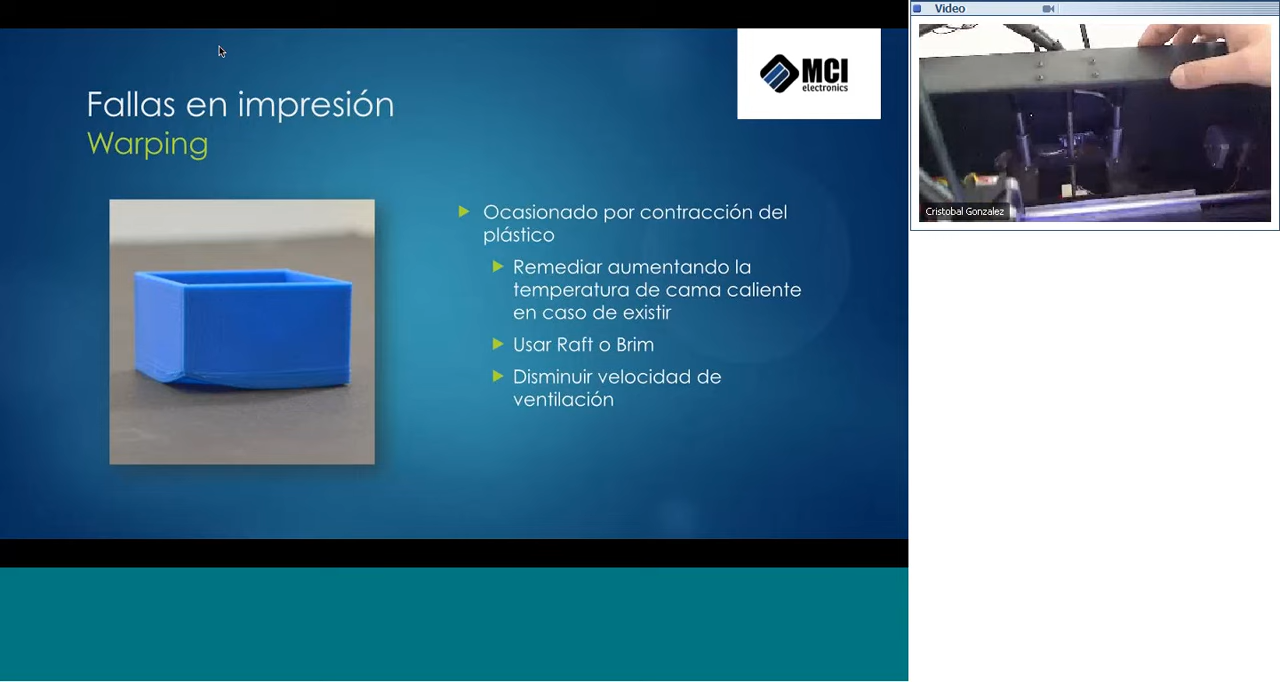 Fallas en impresión
Warping
MCI
electronics
Ocasionado por contracción del
plástico
Remediar aumentando la
temperatura de cama caliente
en caso de existir
Usar Raft o Brim
Disminuir velocidad de
ventilación
Video
Cristobal Gonzalez